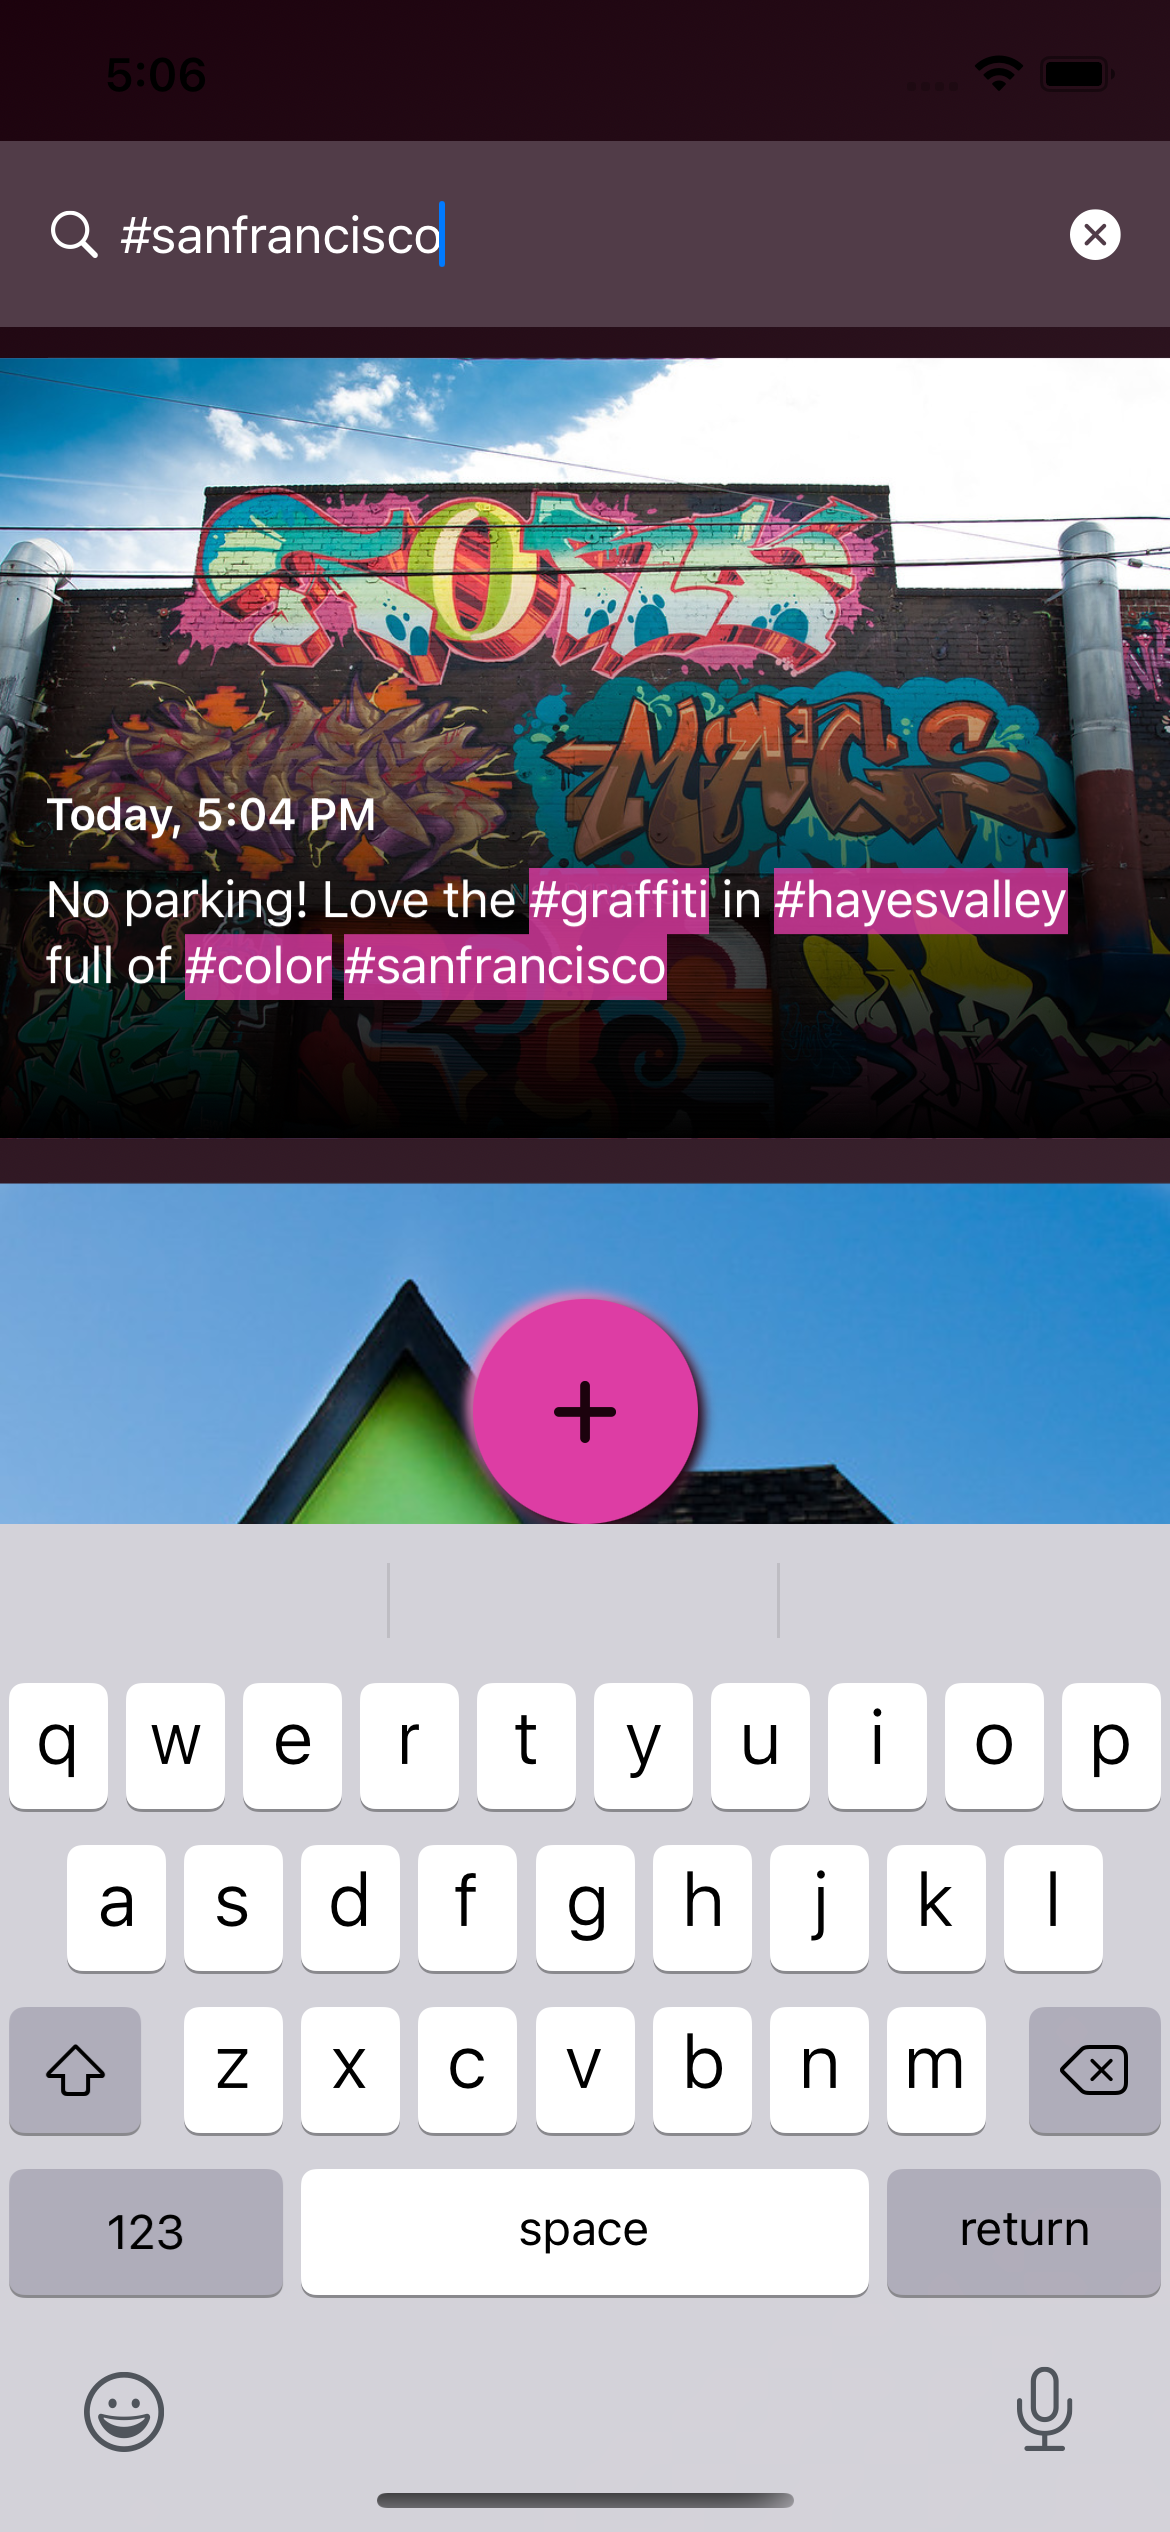 5:06
#sanfrancisco
MAGS
Today, 5:04 PM
No parking! Love the #graffiti in #hayesvalley
full of #color #sanfrancisco
q w e r t y u i o p
a s d f g h j k l
z x c v b n m
123 space return